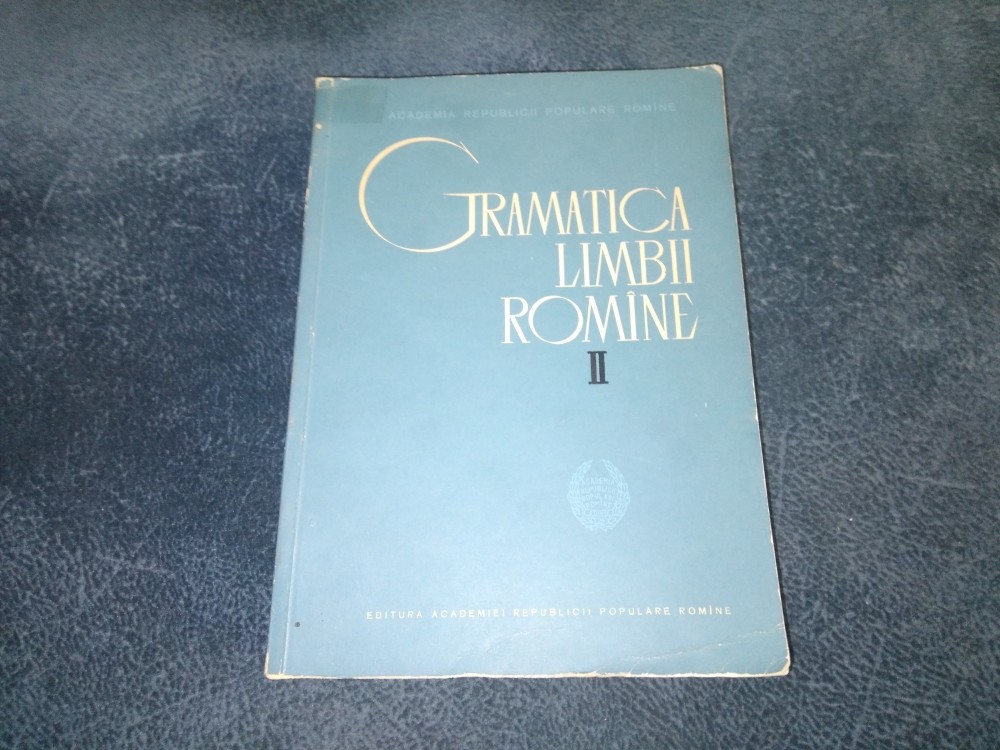 ACADEMIA REPUBLICII POPULARE ROMÎNE
GRAMATICA
LIMBII
ROMÎNE
II
EDITURA ACADEMIEI REPUBLICII POPULARE ROMÎNE